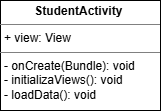 StudentActivity
+ view: View
- onCreate(Bundle): void
- initializaViews(): void
- loadData(): void